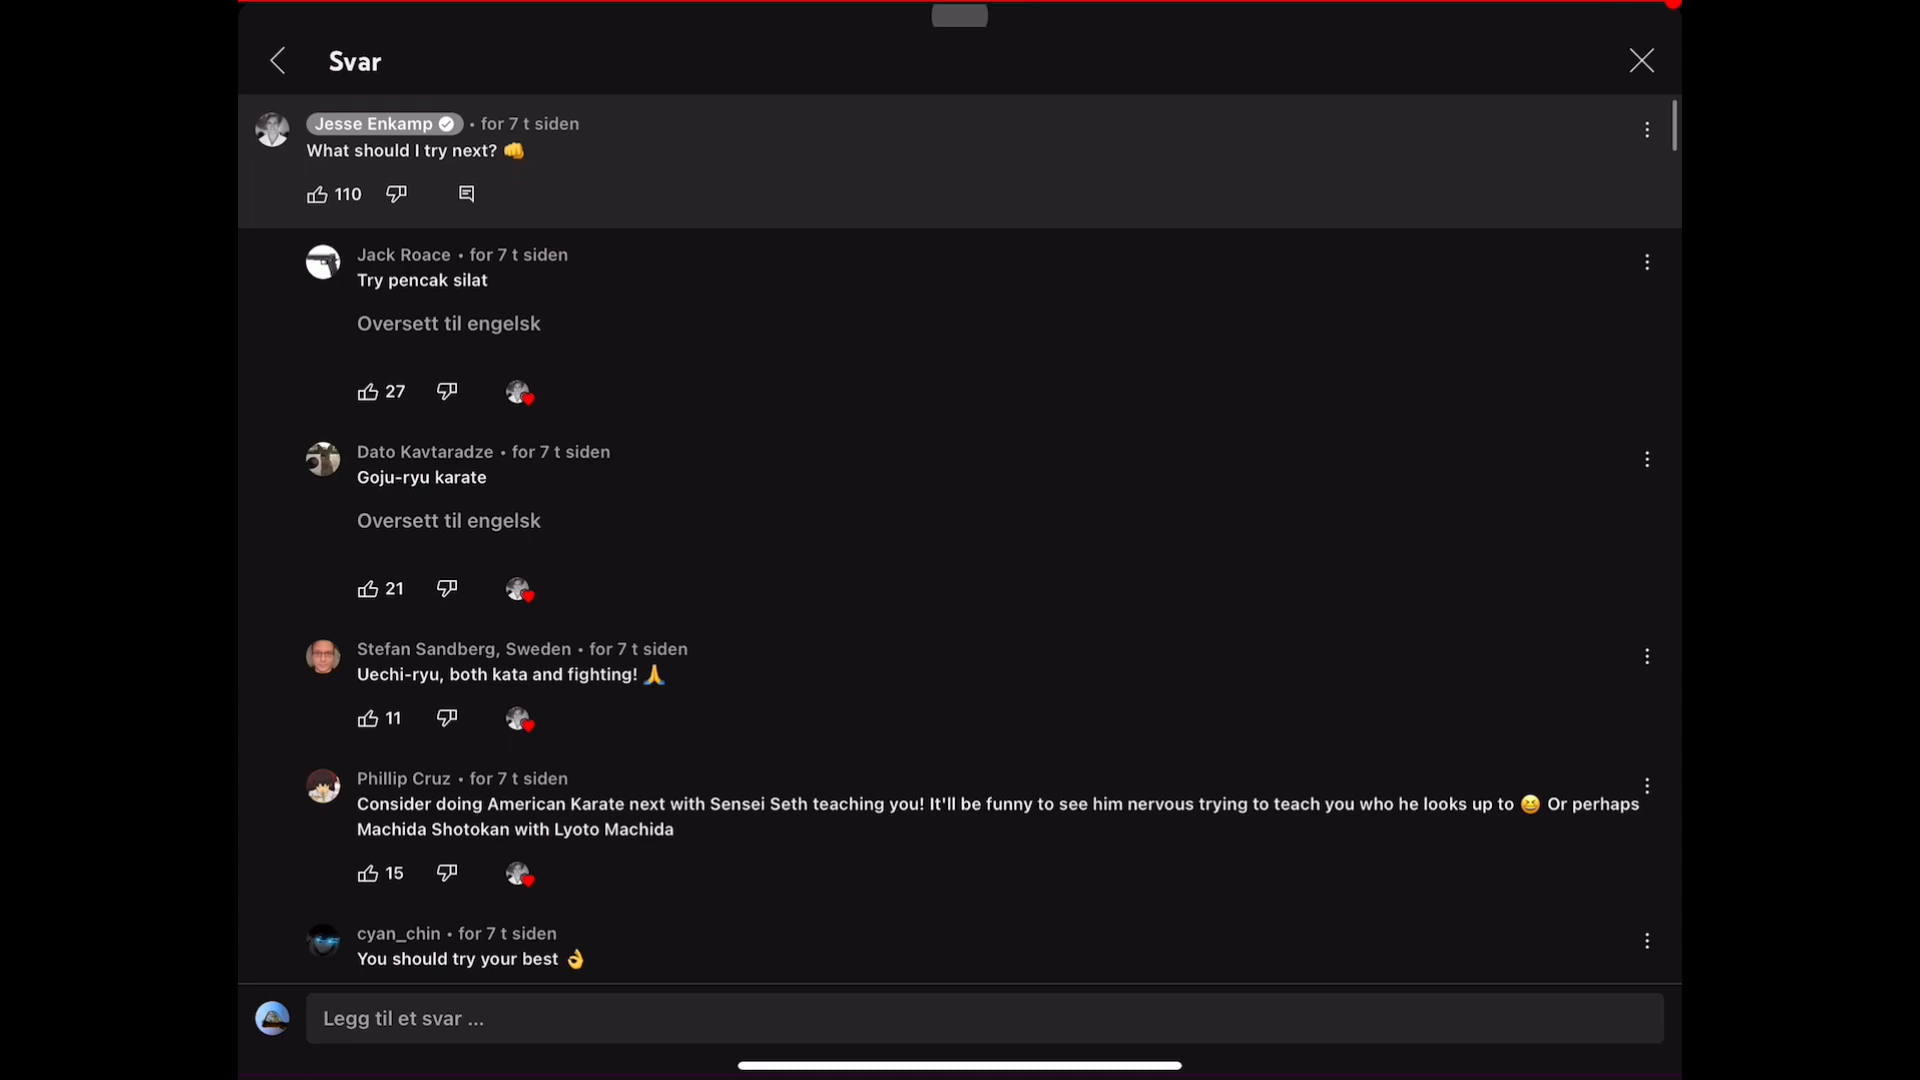 Svar
Jesse Enkamp • for 7 t siden
What should I try next? 👊
110
Jack Roace • for 7 t siden
Try pencak silat
Oversett til engelsk
27
Dato Kavtaradze • for 7 t siden
Goju-ryu karate
Oversett til engelsk
21
Stefan Sandberg, Sweden • for 7 t siden
Uechi-ryu, both kata and fighting! 🙏
11
Phillip Cruz • for 7 t siden
Consider doing American Karate next with Sensei Seth teaching you! It'll be funny to see him nervous trying to teach you who he looks up to 😆 Or perhaps
Machida Shotokan with Lyoto Machida
15
cyan_chin • for 7 t siden
You should try your best 👌
Legg til et svar ...